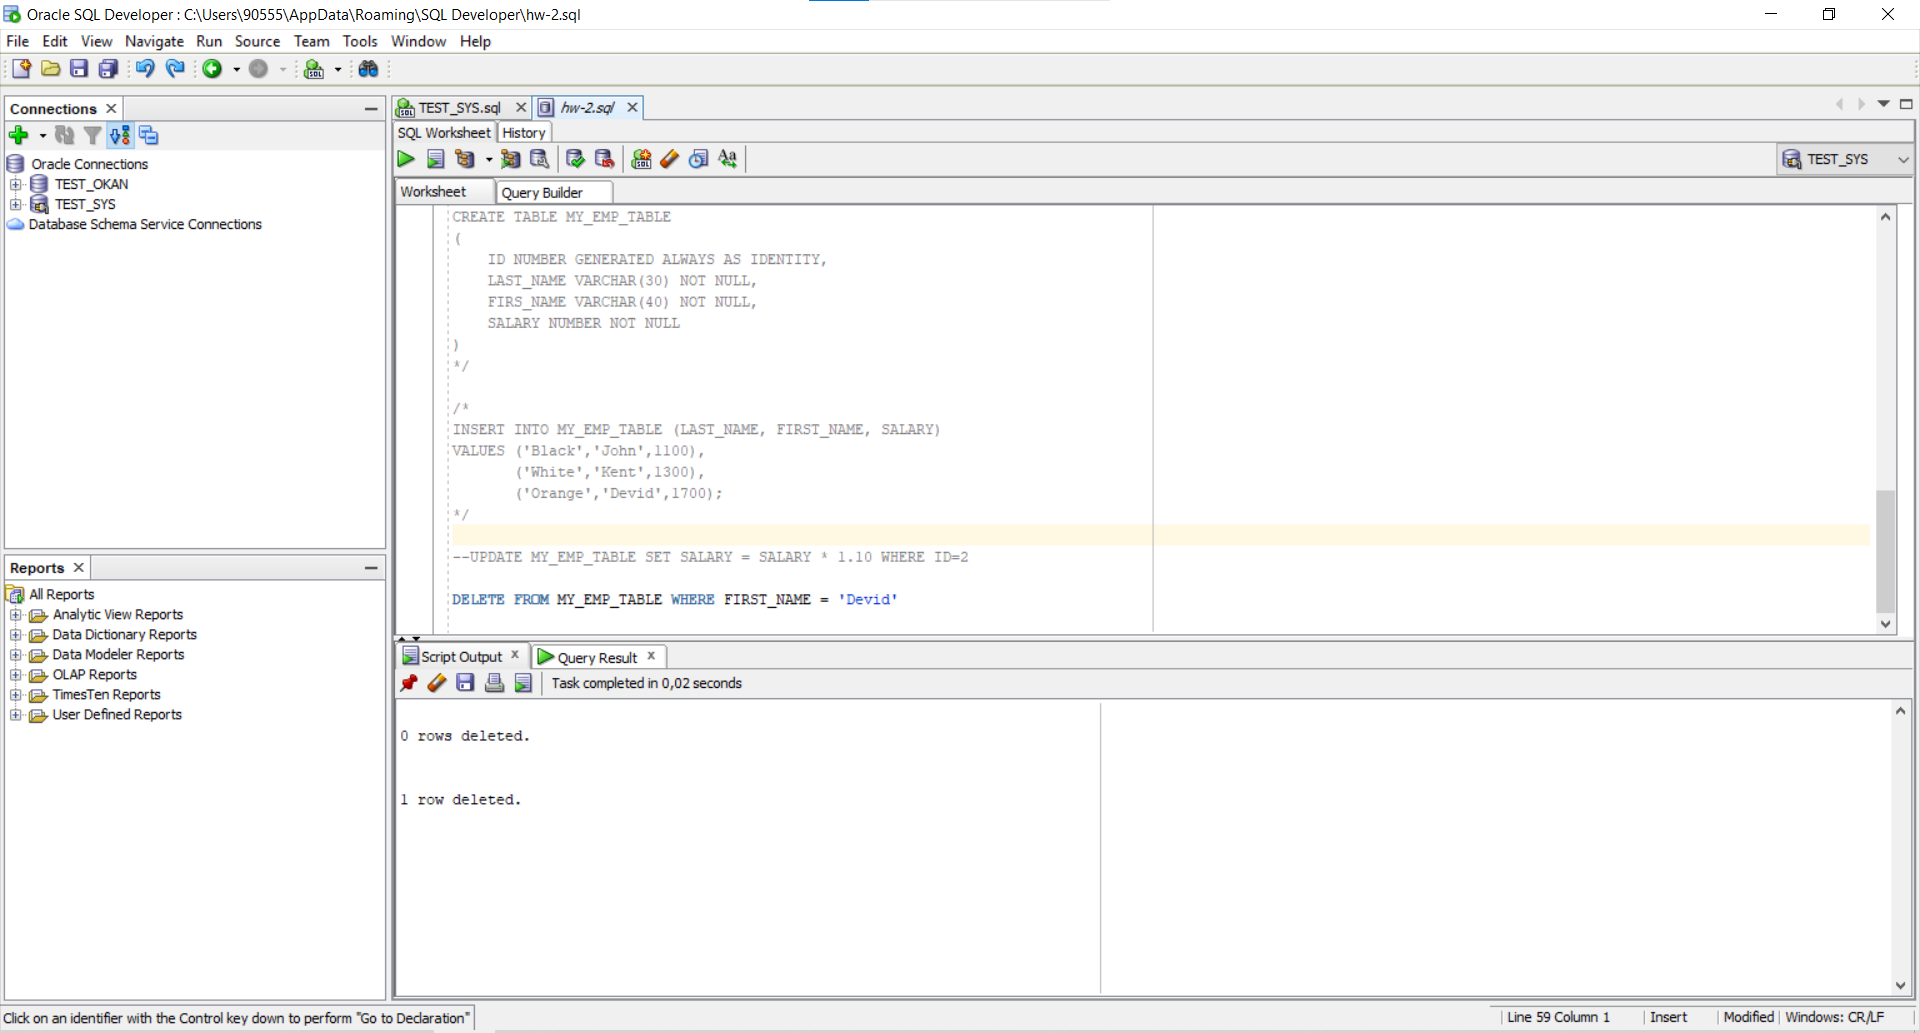 Oracle SQL Developer : C:\Users\90555\AppData\Roaming\SQL Developer\hw-2.sql
File Edit View Navigate Run Source Team Tools Window Help
Connections
Oracle Connections
TEST_OKAN
TEST_SYS
Database Schema Service Connections
Reports
All Reports
Analytic View Reports
Data Dictionary Reports
Data Modeler Reports
OLAP Reports
TimesTen Reports
User Defined Reports
TEST_SYS.sql hw-2.sql
SQL Worksheet History
TEST_SYS
Worksheet Query Builder
CREATE TABLE MY_EMP_TABLE
(
ID NUMBER GENERATED ALWAYS AS IDENTITY,
LAST_NAME VARCHAR(30) NOT NULL,
FIRS_NAME VARCHAR(40) NOT NULL,
SALARY NUMBER NOT NULL
)
*/
/*
INSERT INTO MY_EMP_TABLE (LAST_NAME, FIRST_NAME, SALARY)
VALUES ('Black','John',1100),
('White','Kent',1300),
('Orange','Devid',1700);
*/
--UPDATE MY_EMP_TABLE SET SALARY = SALARY * 1.10 WHERE ID=2
DELETE FROM MY_EMP_TABLE WHERE FIRST_NAME = 'Devid'
Script Output Query Result
Task completed in 0,02 seconds
0 rows deleted.
1 row deleted.
Click on an identifier with the Control key down to perform "Go to Declaration"
Line 59 Column 1 Insert Modified Windows: CR/LF